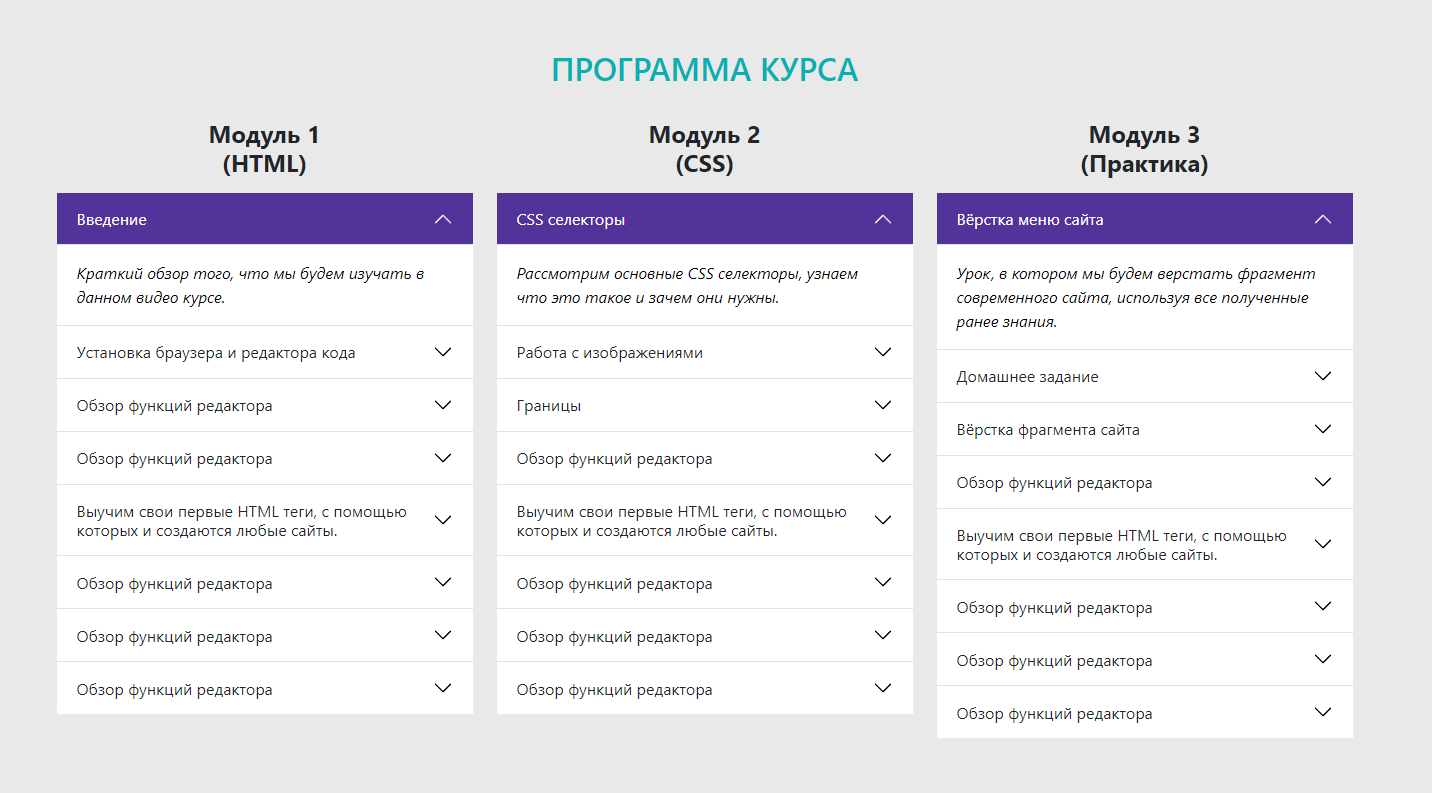 ПРОГРАММА КУРСА
Модуль 1
(HTML)
Введение
Краткий обзор того, что мы будем изучать в
данном видео курсе.
Установка браузера и редактора кода
Обзор функций редактора
Обзор функций редактора
Выучим свои первые HTML теги, с помощью
которых и создаются любые сайты.
Обзор функций редактора
Обзор функций редактора
Обзор функций редактора
Модуль 2
(CSS)
CSS селекторы
Рассмотрим основные CSS селекторы, узнаем
что это такое и зачем они нужны.
Работа с изображениями
Границы
Обзор функций редактора
Выучим свои первые HTML теги, с помощью
которых и создаются любые сайты.
Обзор функций редактора
Обзор функций редактора
Обзор функций редактора
Модуль 3
(Практика)
Вёрстка меню сайта
Урок, в котором мы будем верстать фрагмент
современного сайта, используя все полученные
ранее знания.
Домашнее задание
Вёрстка фрагмента сайта
Обзор функций редактора
Выучим свои первые HTML теги, с помощью
которых и создаются любые сайты.
Обзор функций редактора
Обзор функций редактора
Обзор функций редактора